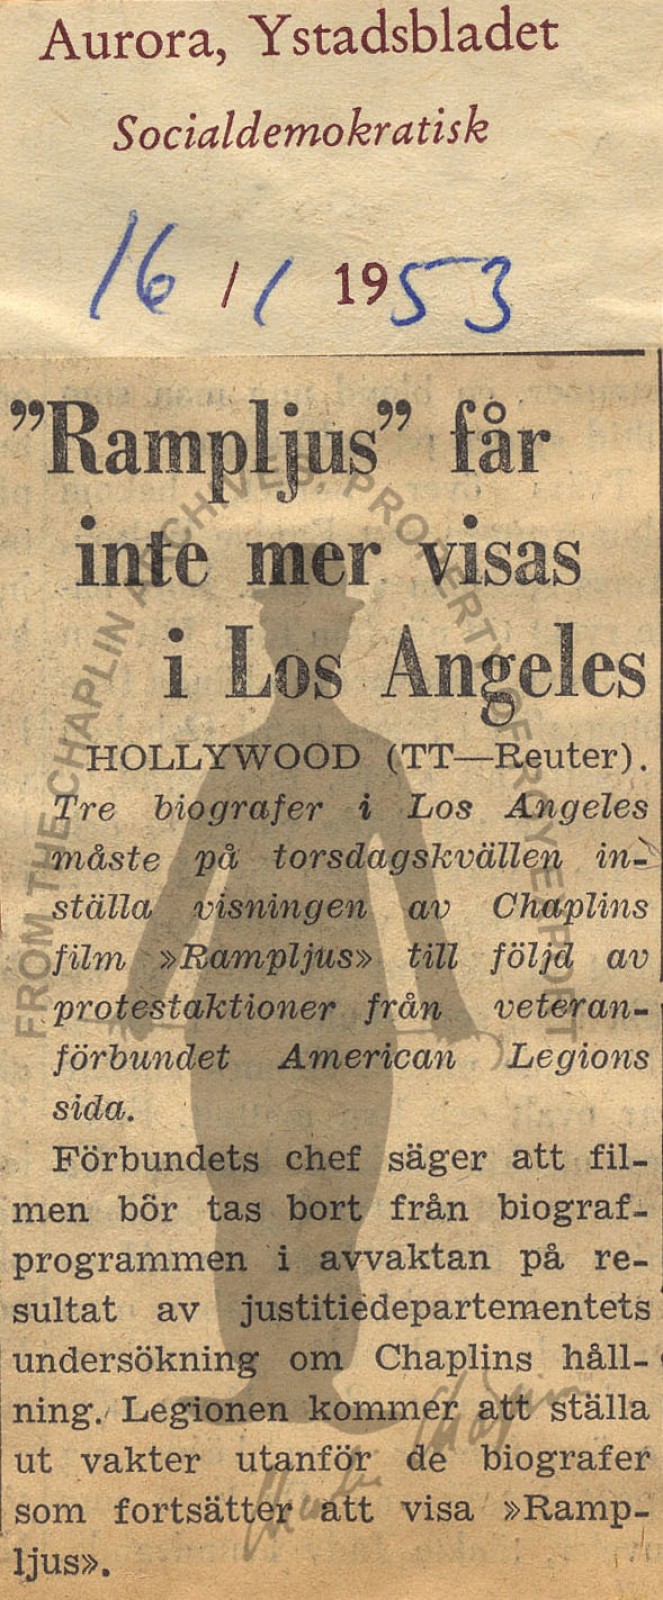 Aurora, Ystadsbladet
Socialdemokratisk
16 / 1 1953
”Rampljus” får
inte mer visas
i Los Angeles
HOLLYWOOD (TT—Reuter).
Tre biografer i Los Angeles
måste på torsdagskvällen in-
ställa visningen av Chaplins
film »Rampljus» till följd av
protestaktioner från veteran-
förbundet American Legions
sida.
Förbundets chef säger att fil-
men bör tas bort från biograf-
programmen i avvaktan på re-
sultat av justitiedepartementets
undersökning om Chaplins håll-
ning. Legionen kommer att ställa
ut vakter utanför de biografer
som fortsätter att visa »Ramp-
ljus».
FROM THE CHAPLIN ARCHIVES, PROPERTY OF ROY EXPORT
Charlie Chaplin